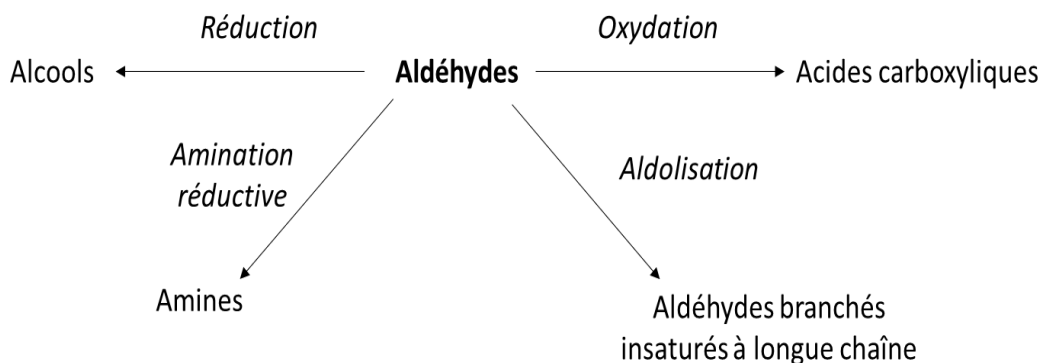 Réduction
Oxydation
Alcools
Aldéhydes
Acides carboxyliques
Amination
réductive
Aldolisation
Amines
Aldéhydes branchés
insaturés à longue chaîne